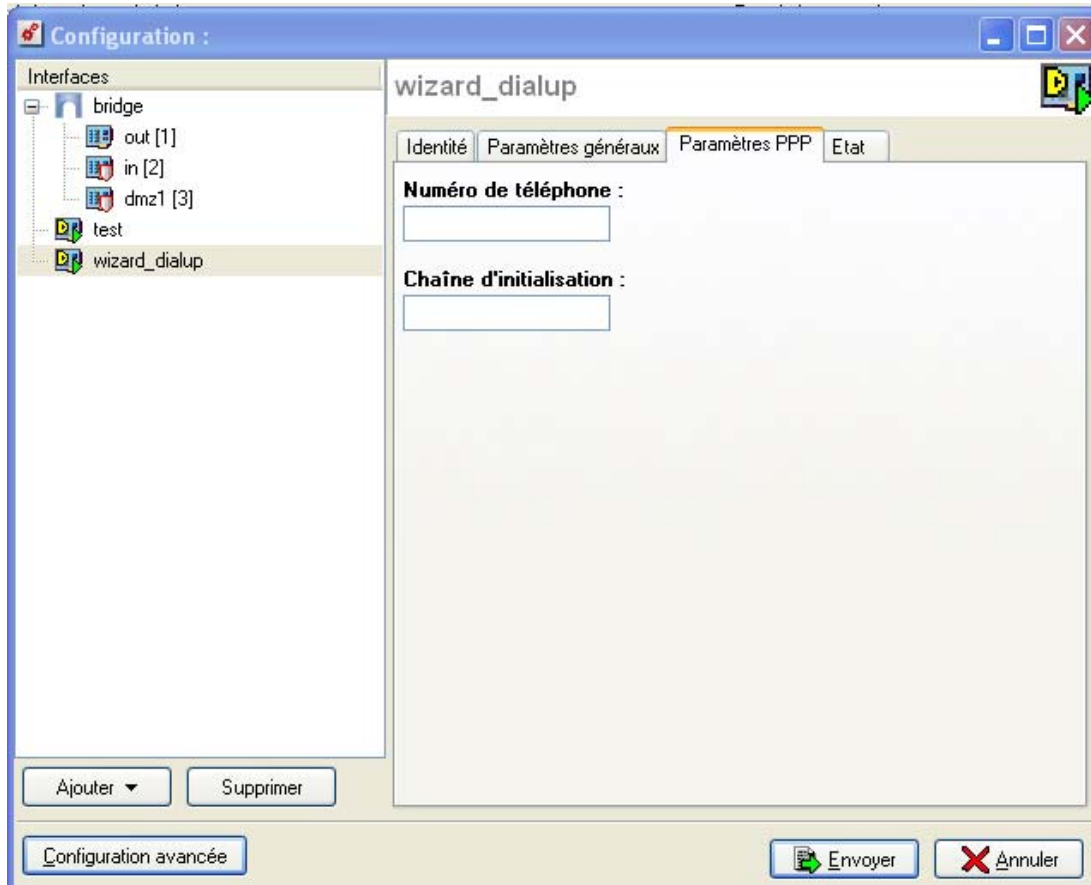 Configuration :
Interfaces
bridge
out [1]
in [2]
dmz1 [3]
test
wizard_dialup
wizard_dialup
Identité Paramètres généraux Paramètres PPP Etat
Numéro de téléphone :
Chaîne d'initialisation :
Ajouter Supprimer
Configuration avancée Envoyer Annuler